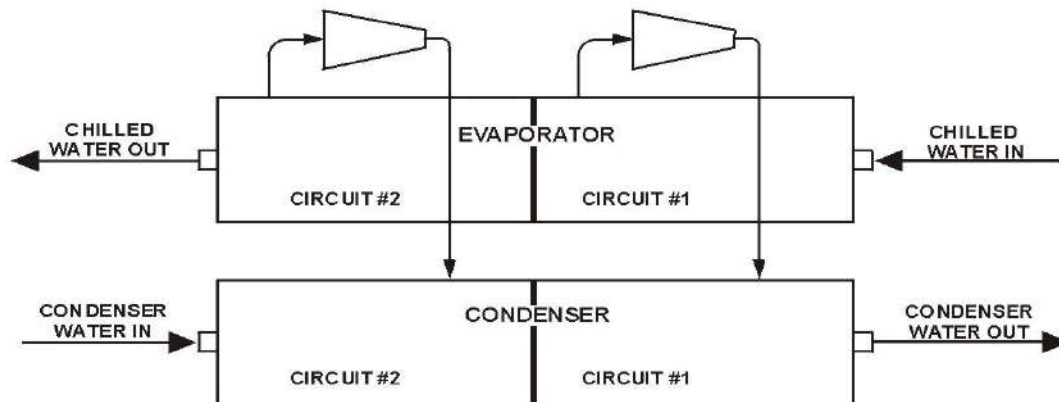 CHILLED
WATER OUT
EVAPORATOR
CHILLED
WATER IN
CIRCUIT #2
CIRCUIT #1
CONDENSER
WATER IN
CONDENSER
CONDENSER
WATER OUT
CIRCUIT #2
CIRCUIT #1